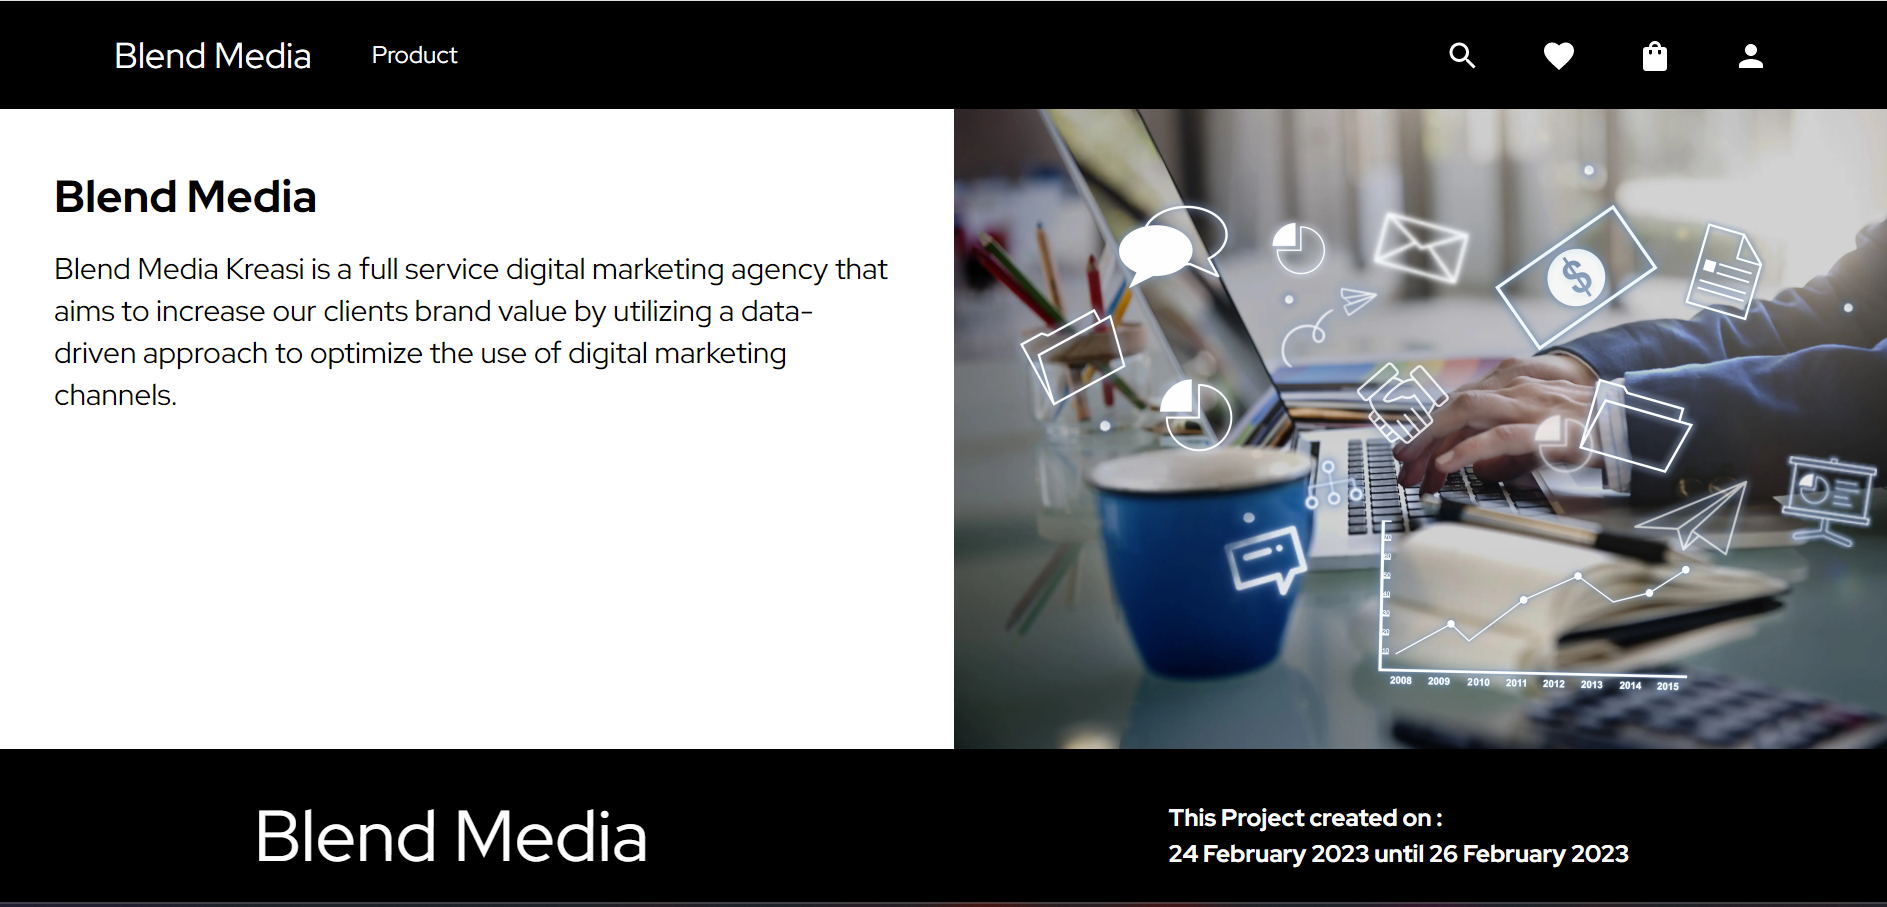 Blend Media
Product
Blend Media
Blend Media Kreasi is a full service digital marketing agency that
aims to increase our clients brand value by utilizing a data-
driven approach to optimize the use of digital marketing
channels.
$
2008 2009 2010 2011 2012 2013 2014 2015
Blend Media
This Project created on :
24 February 2023 until 26 February 2023